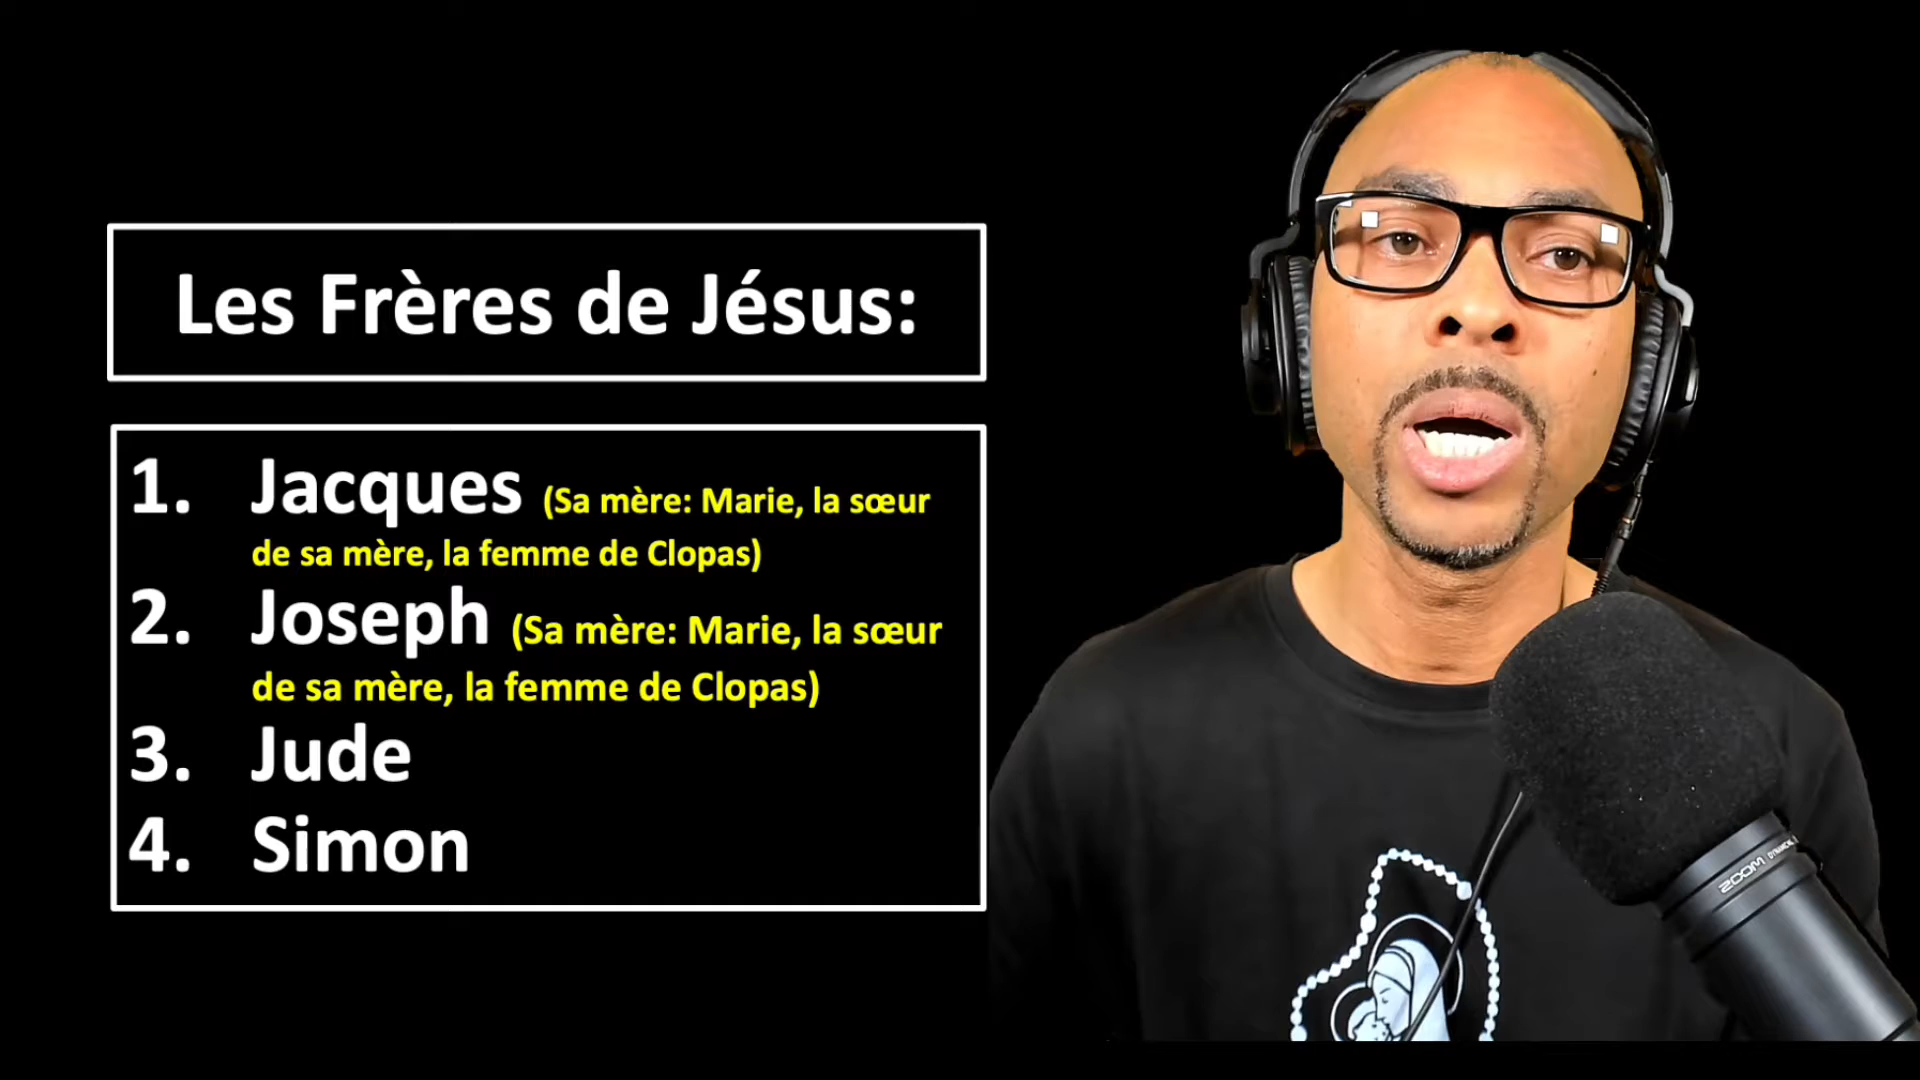 Les Frères de Jésus:
1. Jacques (Sa mère: Marie, la sœur
de sa mère, la femme de Clopas)
2. Joseph (Sa mère: Marie, la sœur
de sa mère, la femme de Clopas)
3. Jude
4. Simon
ZOOM